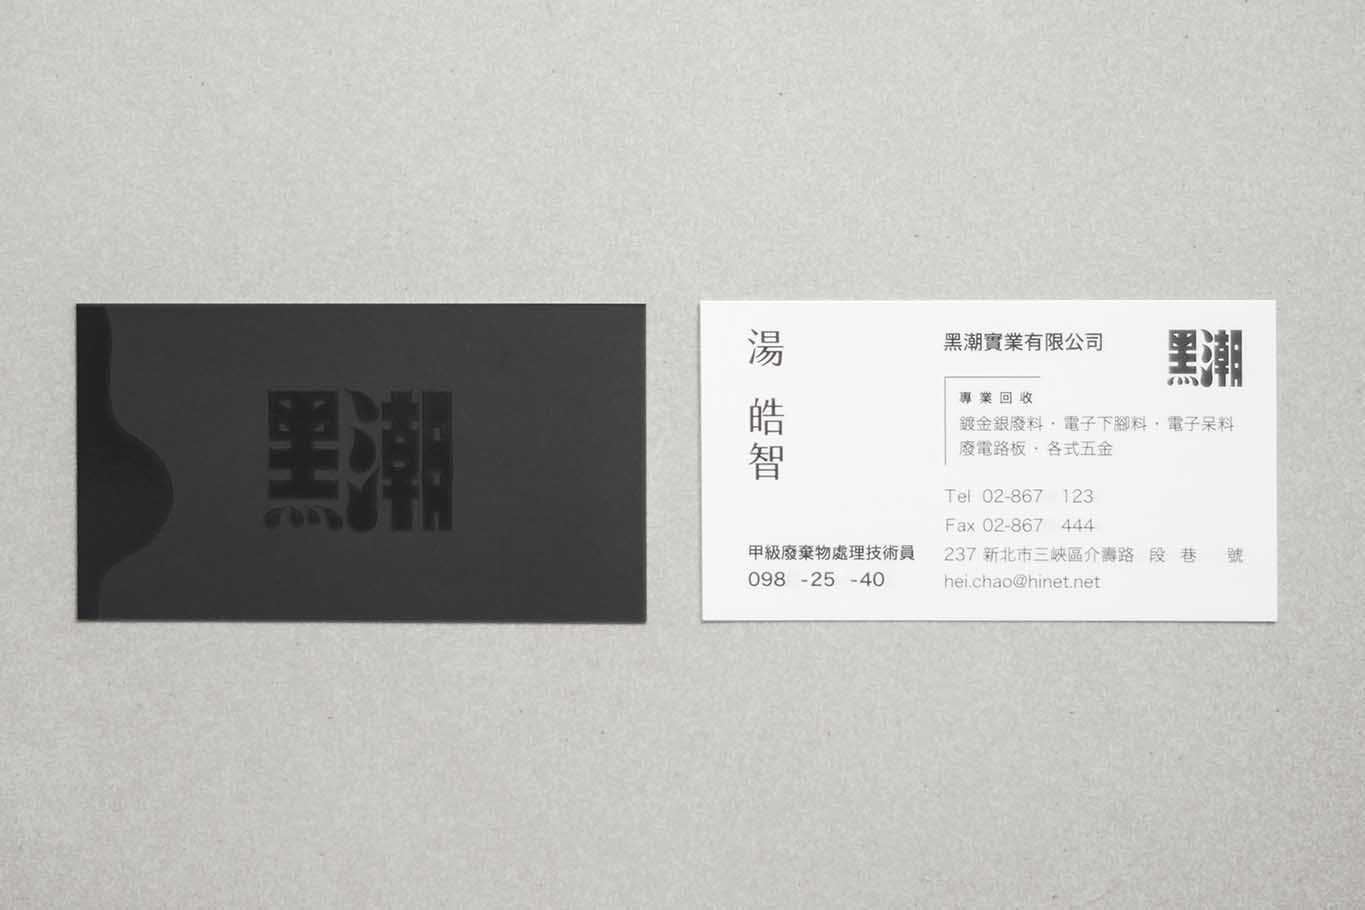 黑潮
湯 皓智
甲級廢棄物處理技術員
098 -25 -40
黑潮實業有限公司
黑潮
專業回收
鍍金銀廢料・電子下腳料・電子呆料
廢電路板・各式五金
Tel 02-867 123
Fax 02-867 444
237 新北市三峽區介壽路 段 巷 號
hei.chao@hinet.net